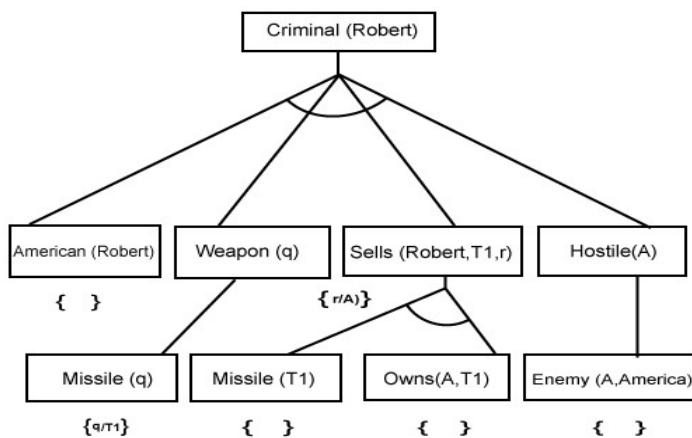 Criminal (Robert)
American (Robert)
Weapon (q)
Sells (Robert,T1,r)
Hostile(A)
{ }
{r/A)}
Missile (q)
Missile (T1)
Owns(A,T1)
Enemy (A,America)
{q/T1}
{ }
{ }
{ }